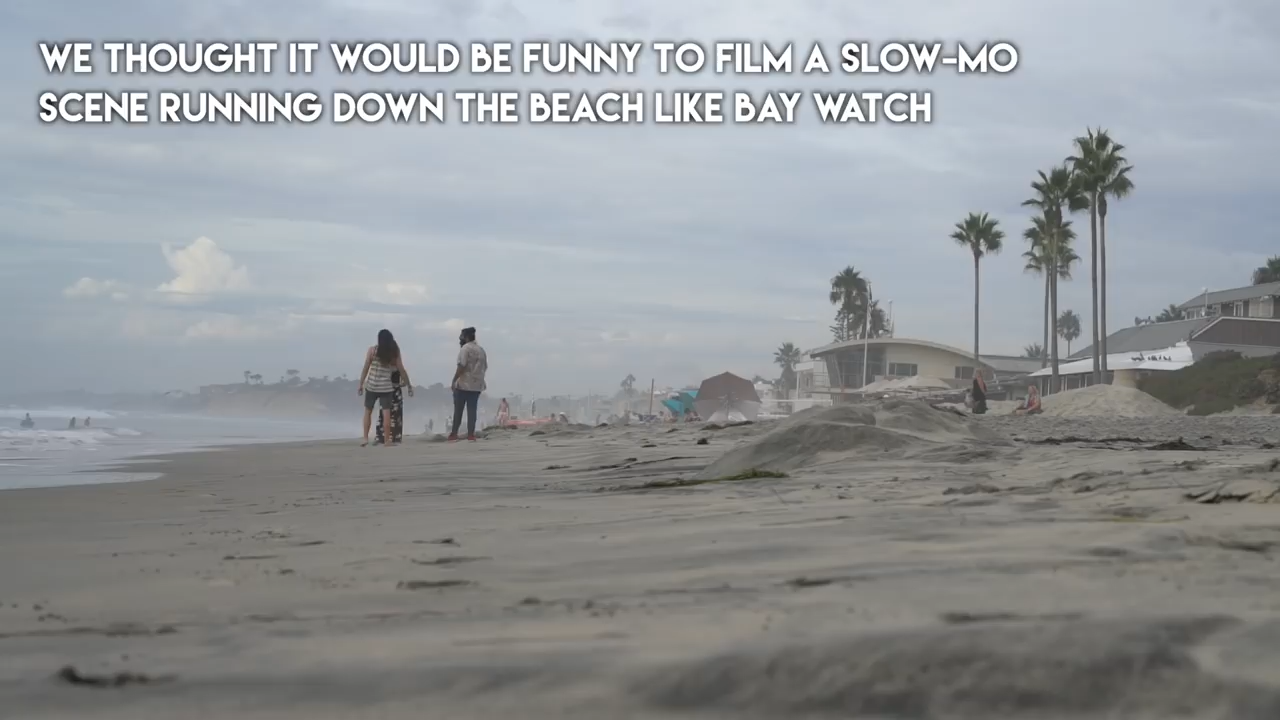 WE THOUGHT IT WOULD BE FUNNY TO FILM A SLOW-MO
SCENE RUNNING DOWN THE BEACH LIKE BAY WATCH